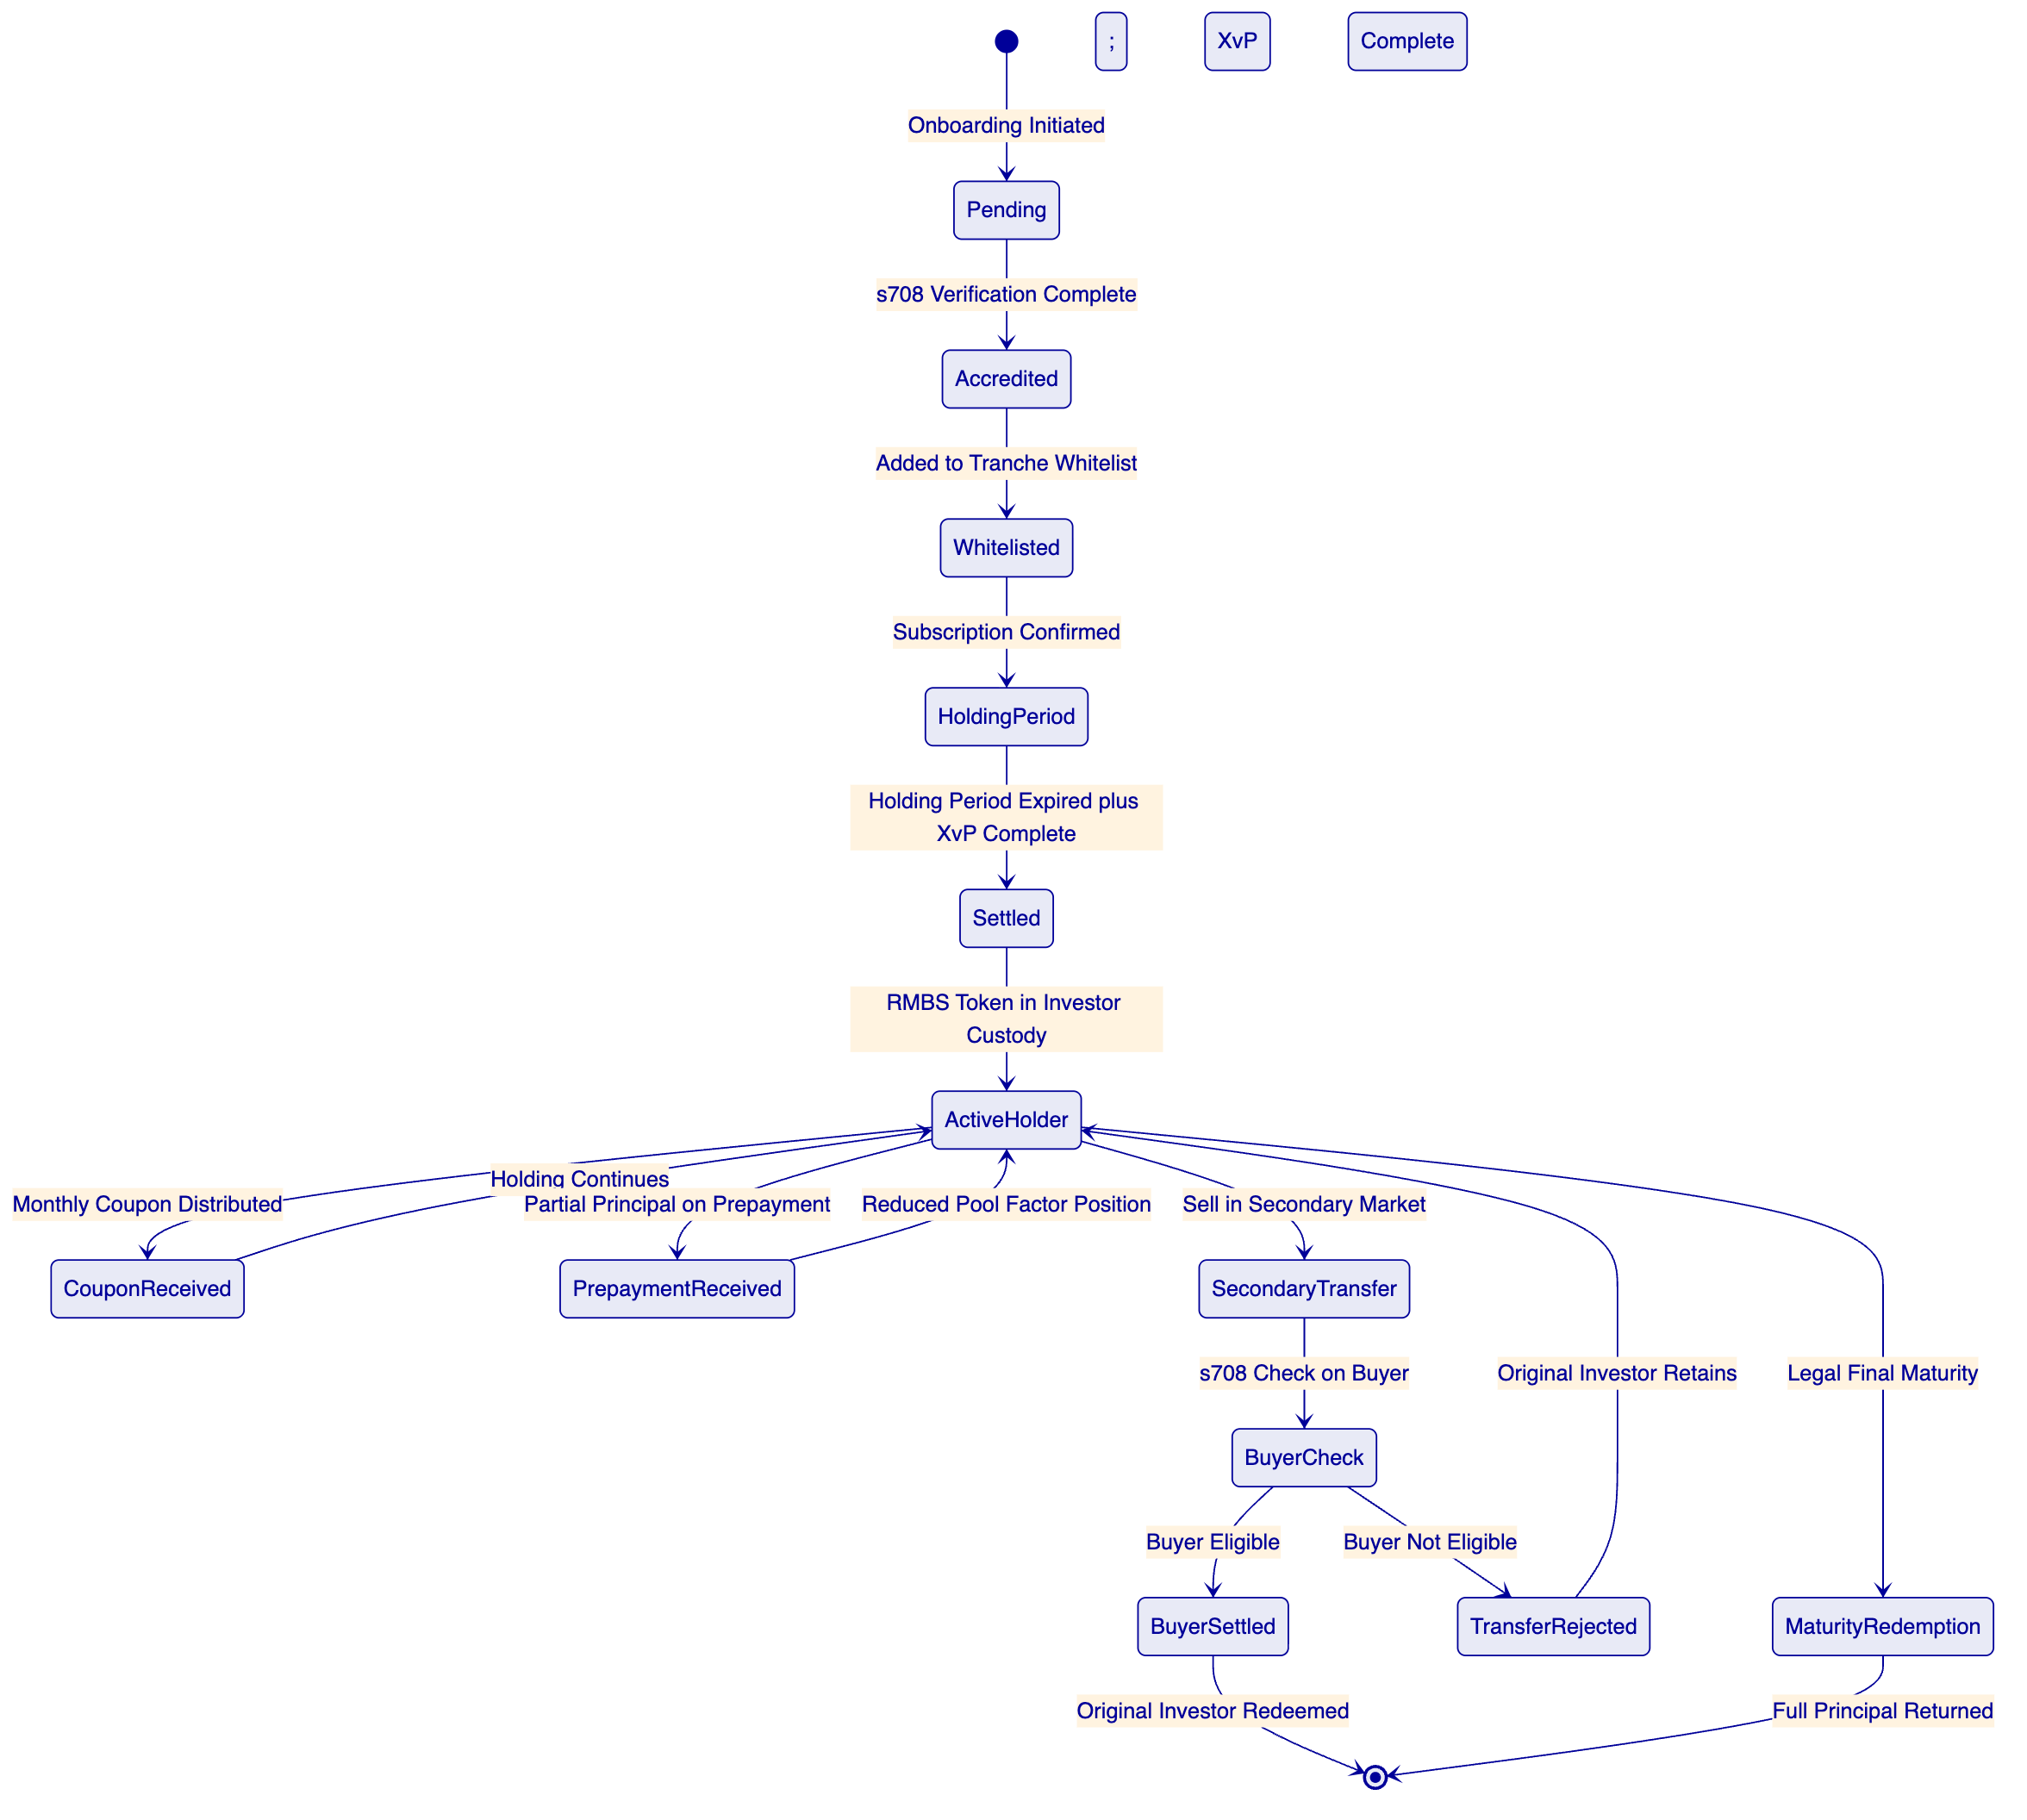 ;
XvP
Complete
Onboarding Initiated
Pending
s708 Verification Complete
Accredited
Added to Tranche Whitelist
Whitelisted
Subscription Confirmed
HoldingPeriod
Holding Period Expired plus
XvP Complete
Settled
RMBS Token in Investor
Custody
ActiveHolder
Holding Continues
Monthly Coupon Distributed
Partial Principal on Prepayment
Reduced Pool Factor Position
Sell in Secondary Market
CouponReceived
PrepaymentReceived
SecondaryTransfer
s708 Check on Buyer
Original Investor Retains
Legal Final Maturity
BuyerCheck
Buyer Eligible
Buyer Not Eligible
BuyerSettled
TransferRejected
MaturityRedemption
Original Investor Redeemed
Full Principal Returned